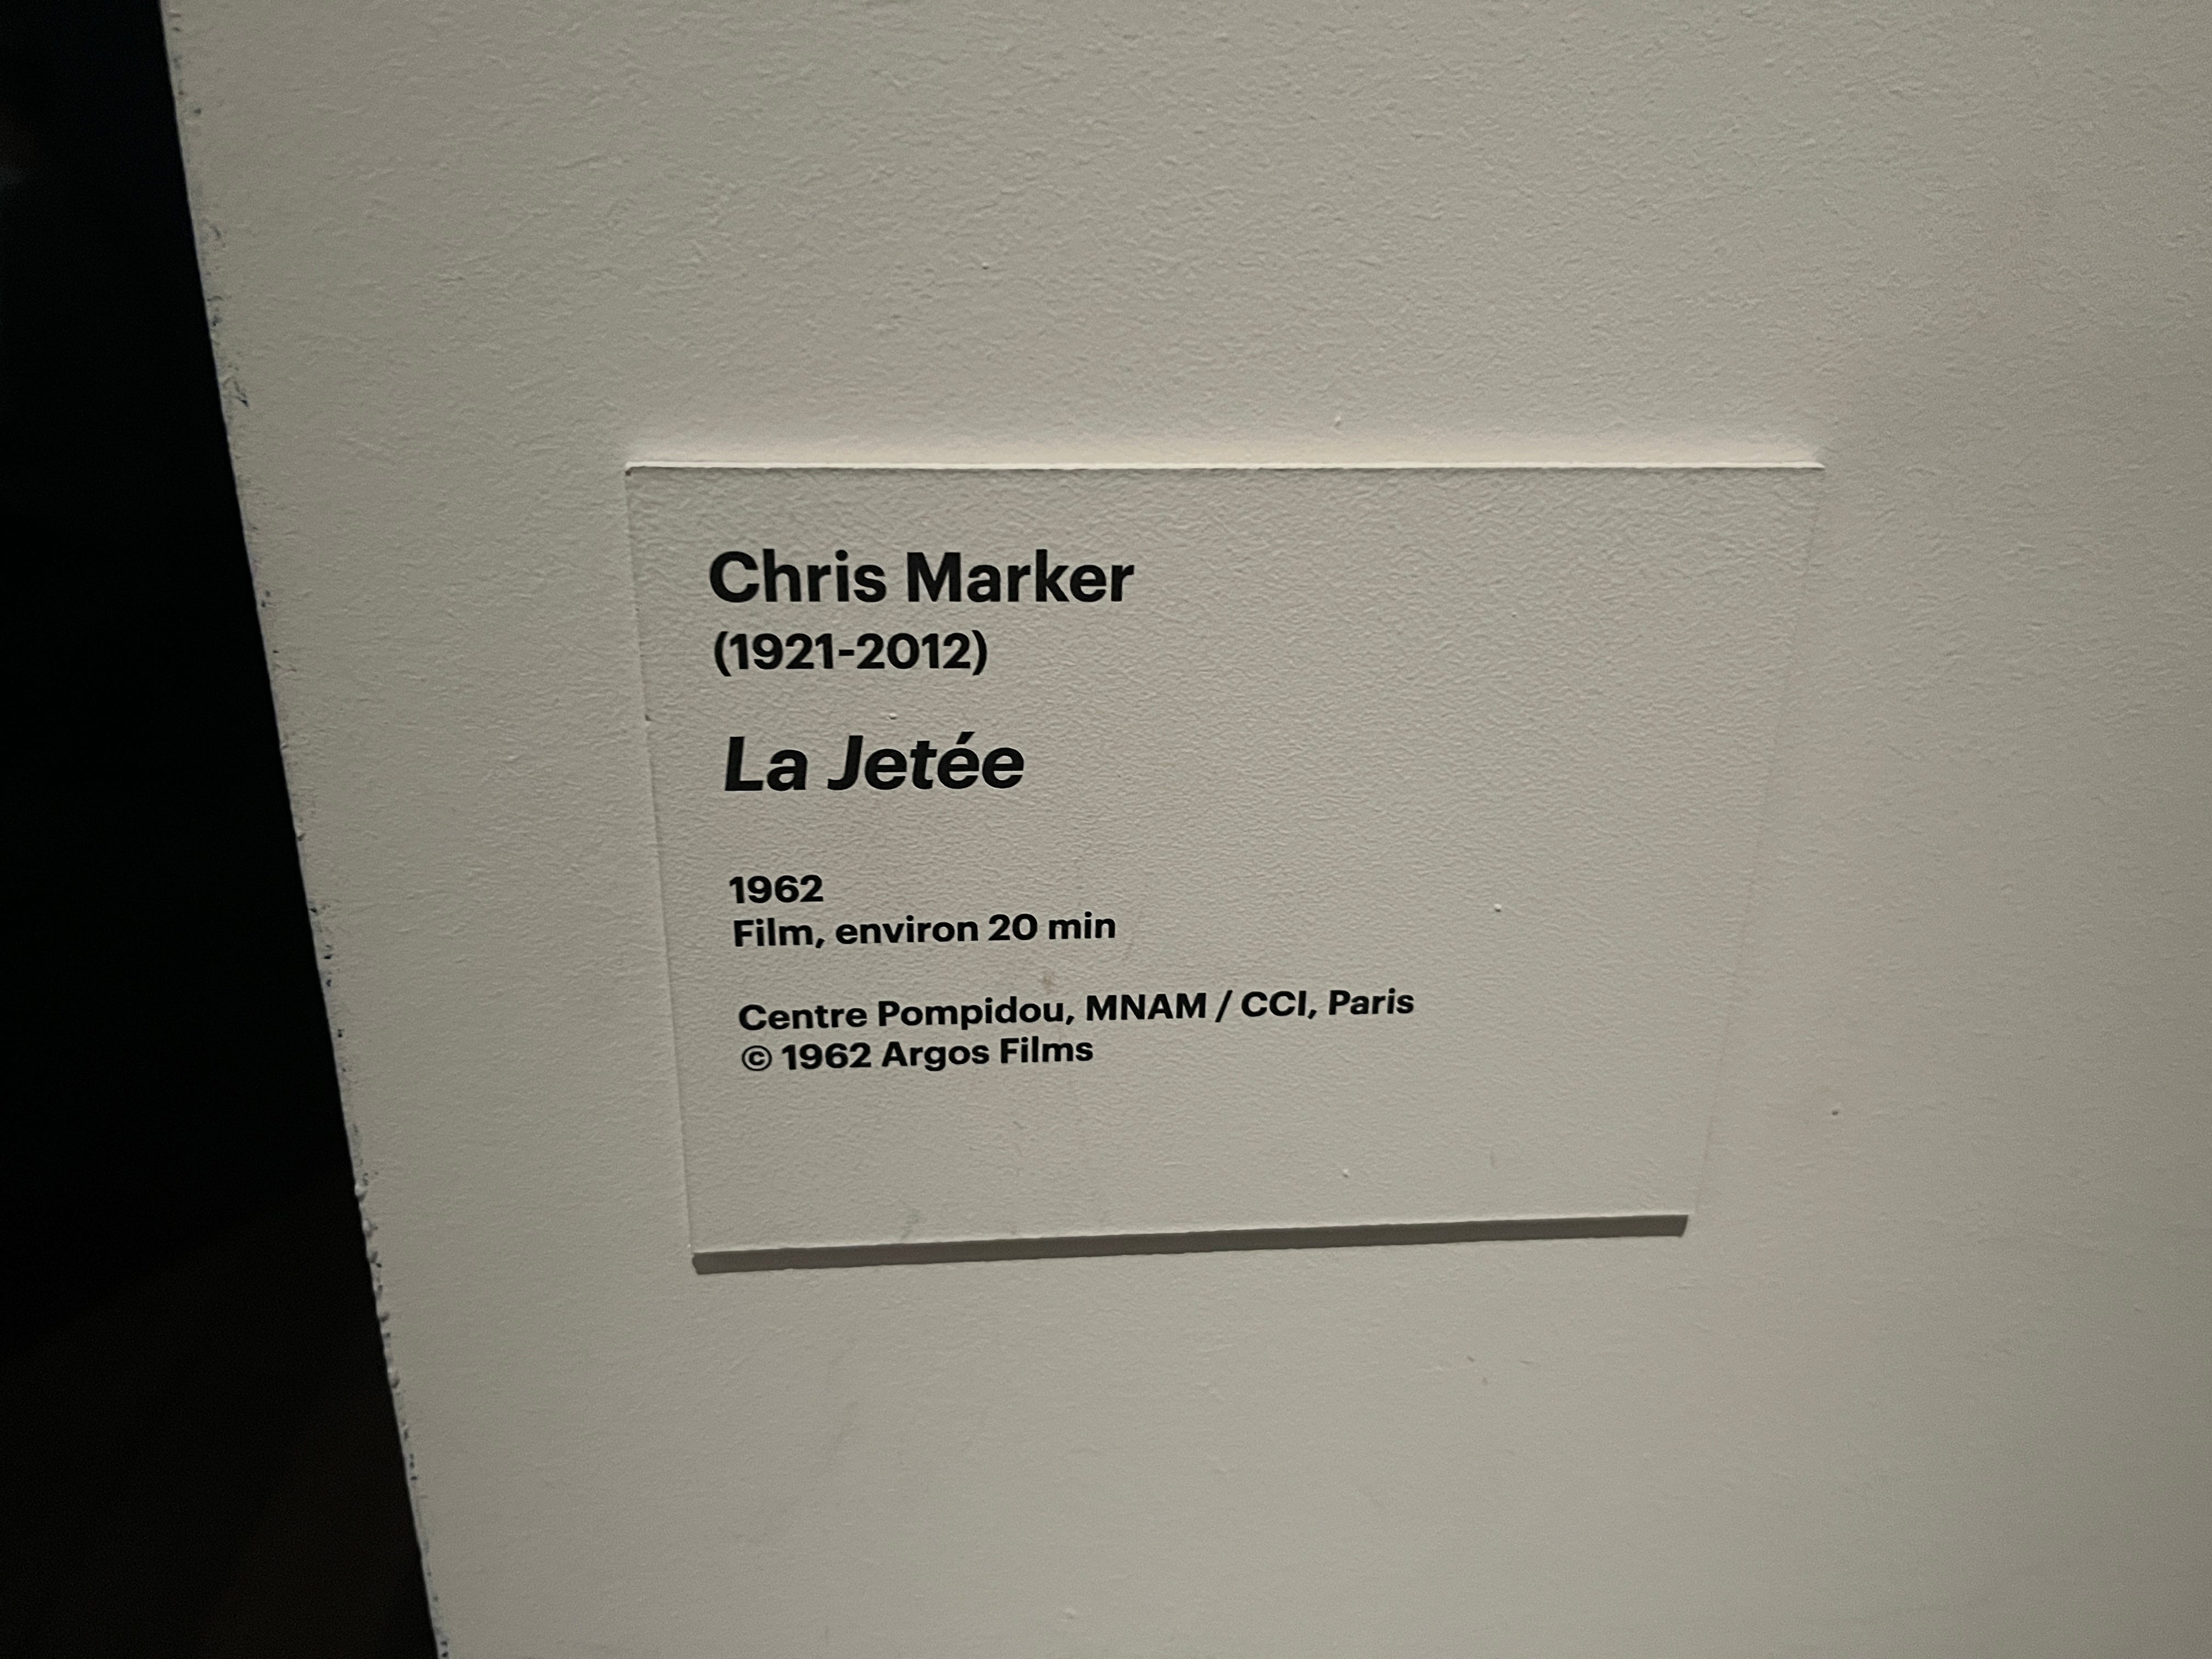 Chris Marker
(1921-2012)
La Jetée
1962
Film, environ 20 min
Centre Pompidou, MNAM / CCI, Paris
© 1962 Argos Films